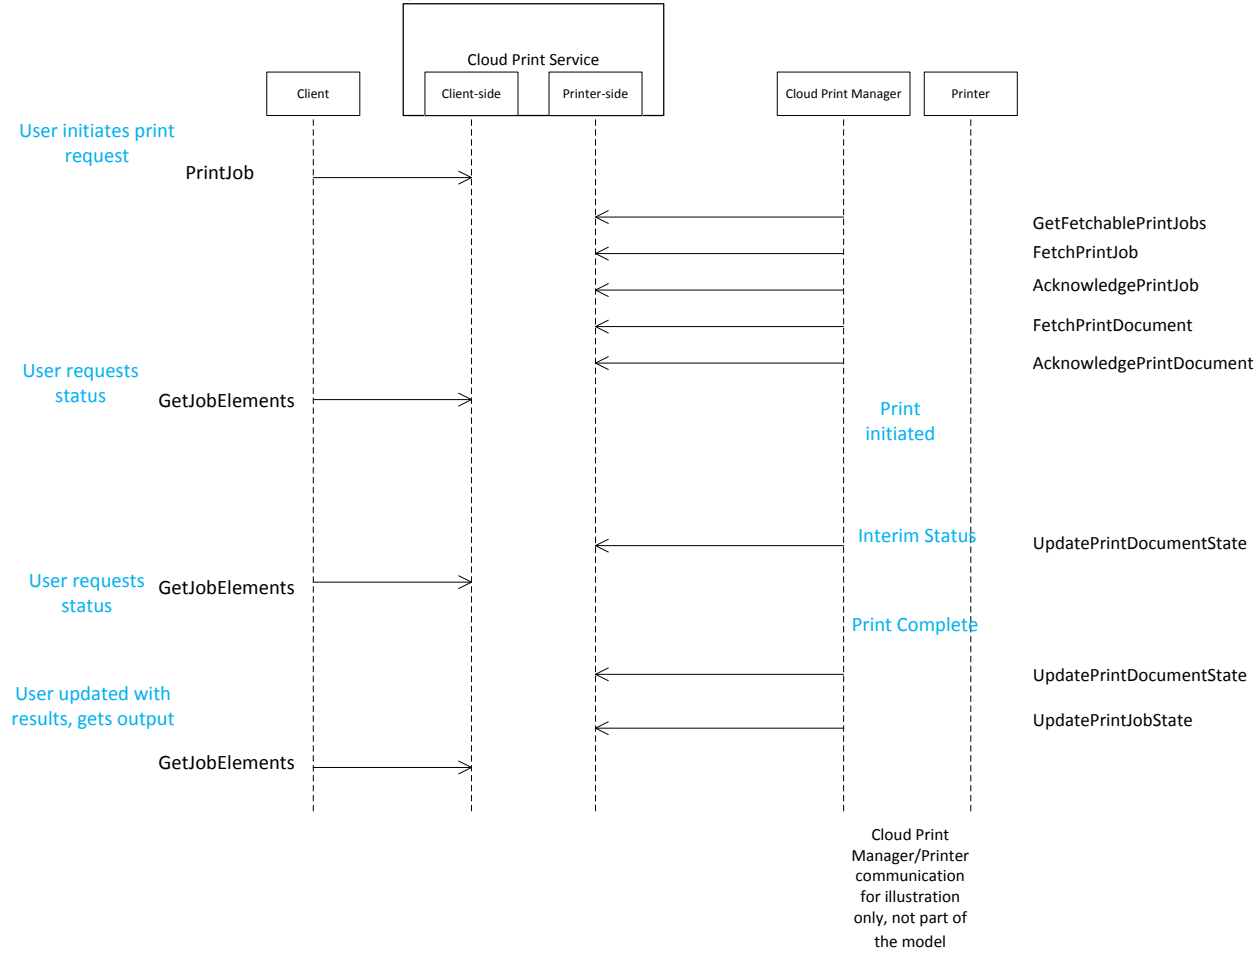 Cloud Print Service
Client
Client-side
Printer-side
Cloud Print Manager
Printer
User initiates print
request
PrintJob
GetFetchablePrintJobs
FetchPrintJob
AcknowledgePrintJob
FetchPrintDocument
AcknowledgePrintDocument
User requests
status
GetJobElements
Print
initiated
Interim Status
UpdatePrintDocumentState
User requests
status
GetJobElements
Print Complete
UpdatePrintDocumentState
User updated with
results, gets output
UpdatePrintJobState
GetJobElements
Cloud Print
Manager/Printer
communication
for illustration
only, not part of
the model